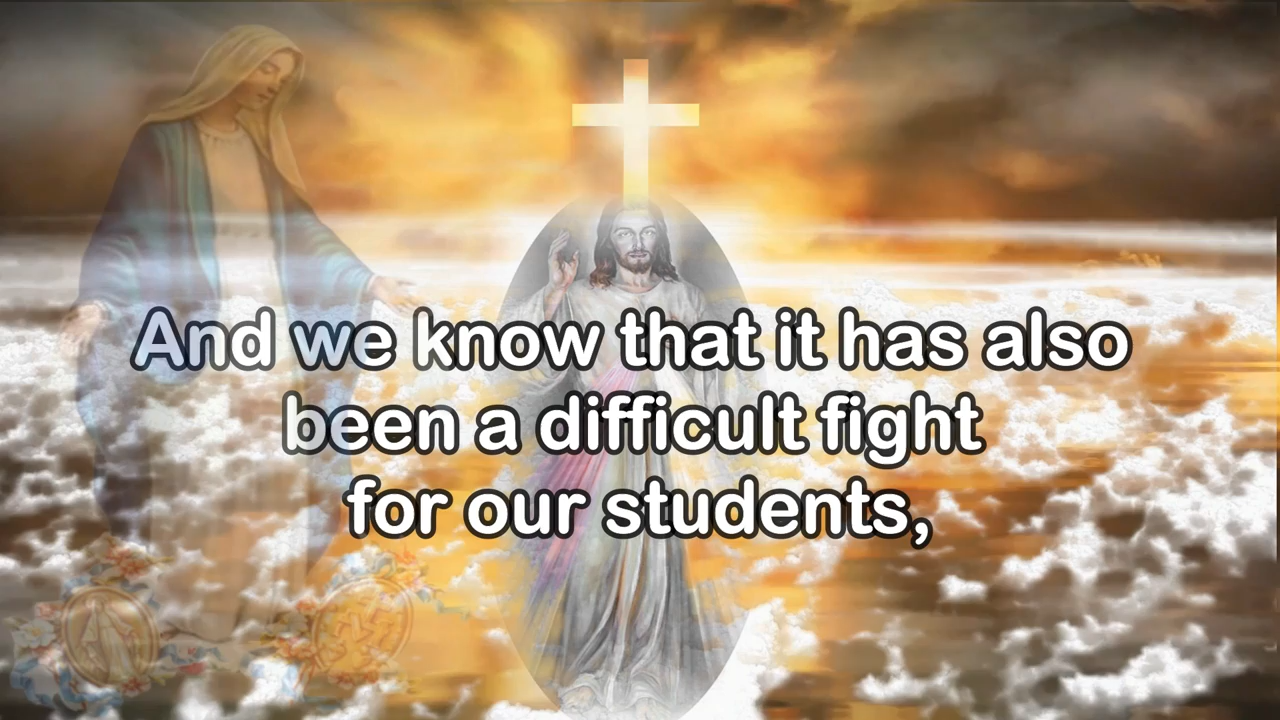 And we know that it has also
been a difficult fight
for our students,